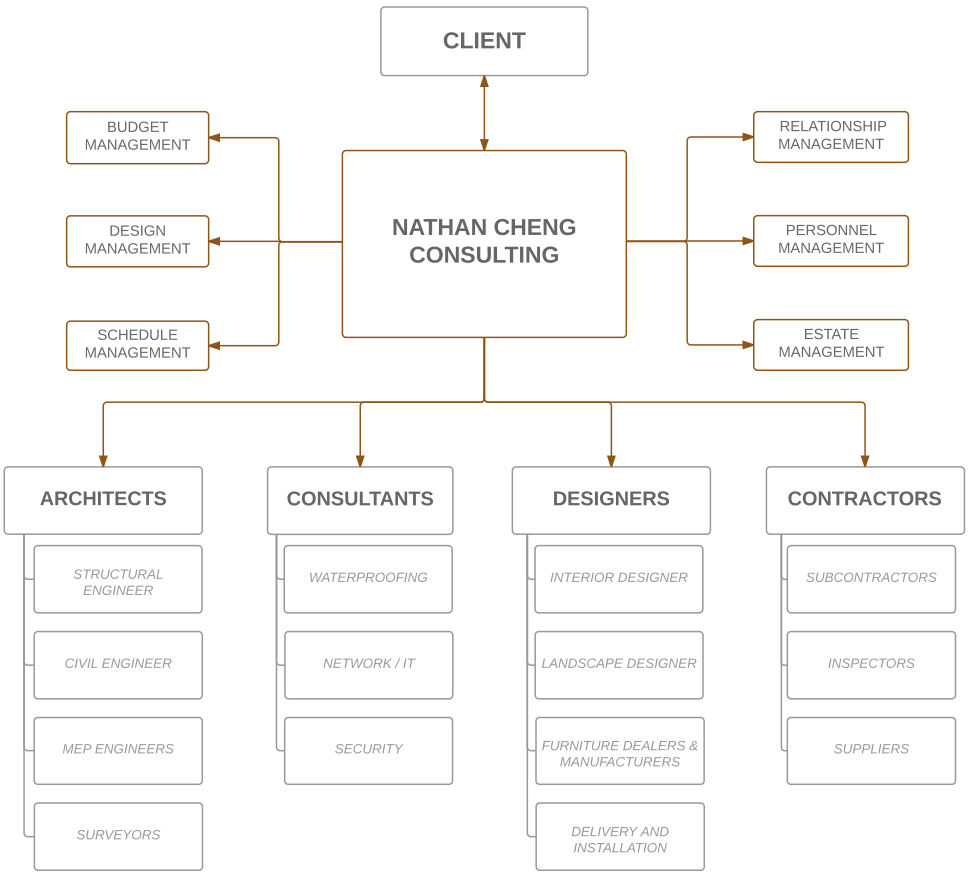 CLIENT
BUDGET
MANAGEMENT
RELATIONSHIP
MANAGEMENT
NATHAN CHENG
CONSULTING
DESIGN
MANAGEMENT
PERSONNEL
MANAGEMENT
SCHEDULE
MANAGEMENT
ESTATE
MANAGEMENT
ARCHITECTS
CONSULTANTS
DESIGNERS
CONTRACTORS
STRUCTURAL
ENGINEER
WATERPROOFING
INTERIOR DESIGNER
SUBCONTRACTORS
CIVIL ENGINEER
NETWORK / IT
LANDSCAPE DESIGNER
INSPECTORS
MEP ENGINEERS
SECURITY
FURNITURE DEALERS &
MANUFACTURERS
SUPPLIERS
SURVEYORS
DELIVERY AND
INSTALLATION